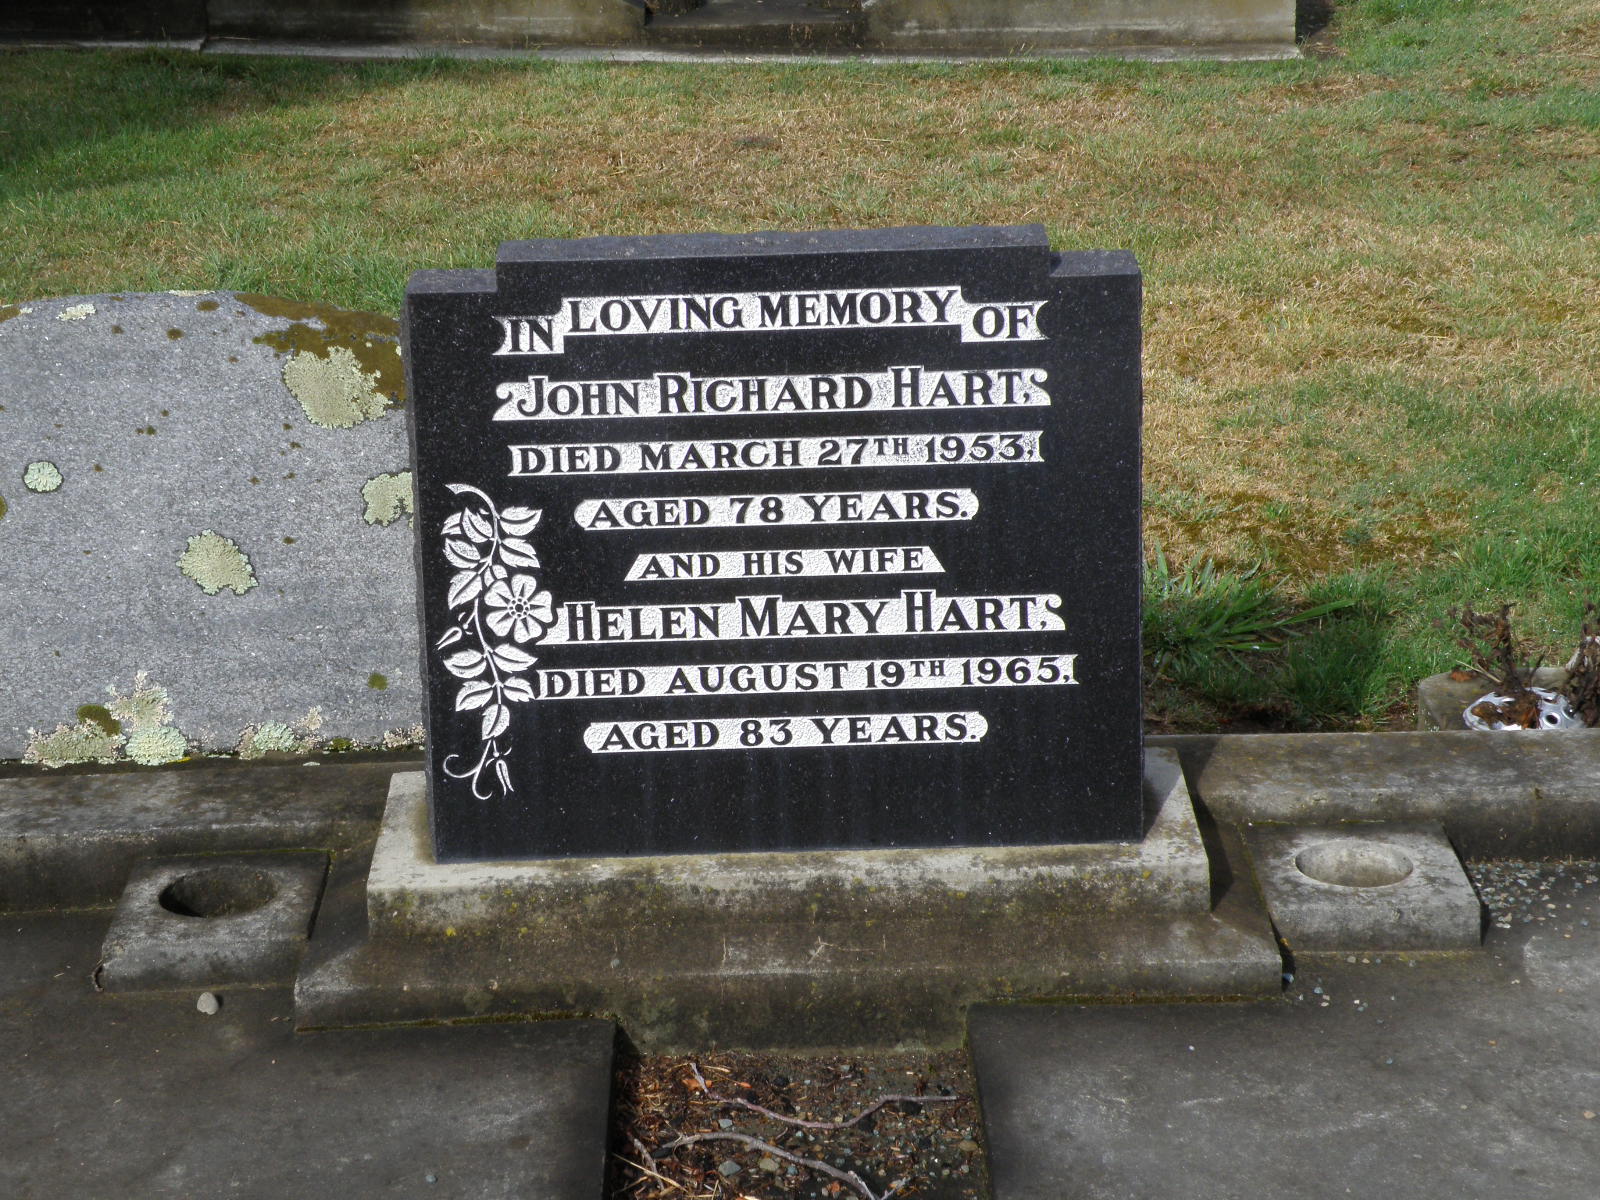 IN LOVING MEMORY OF
JOHN RICHARD HART,
DIED MARCH 27TH 1953,
AGED 78 YEARS.
AND HIS WIFE
HELEN MARY HART,
DIED AUGUST 19TH 1965,
AGED 83 YEARS.